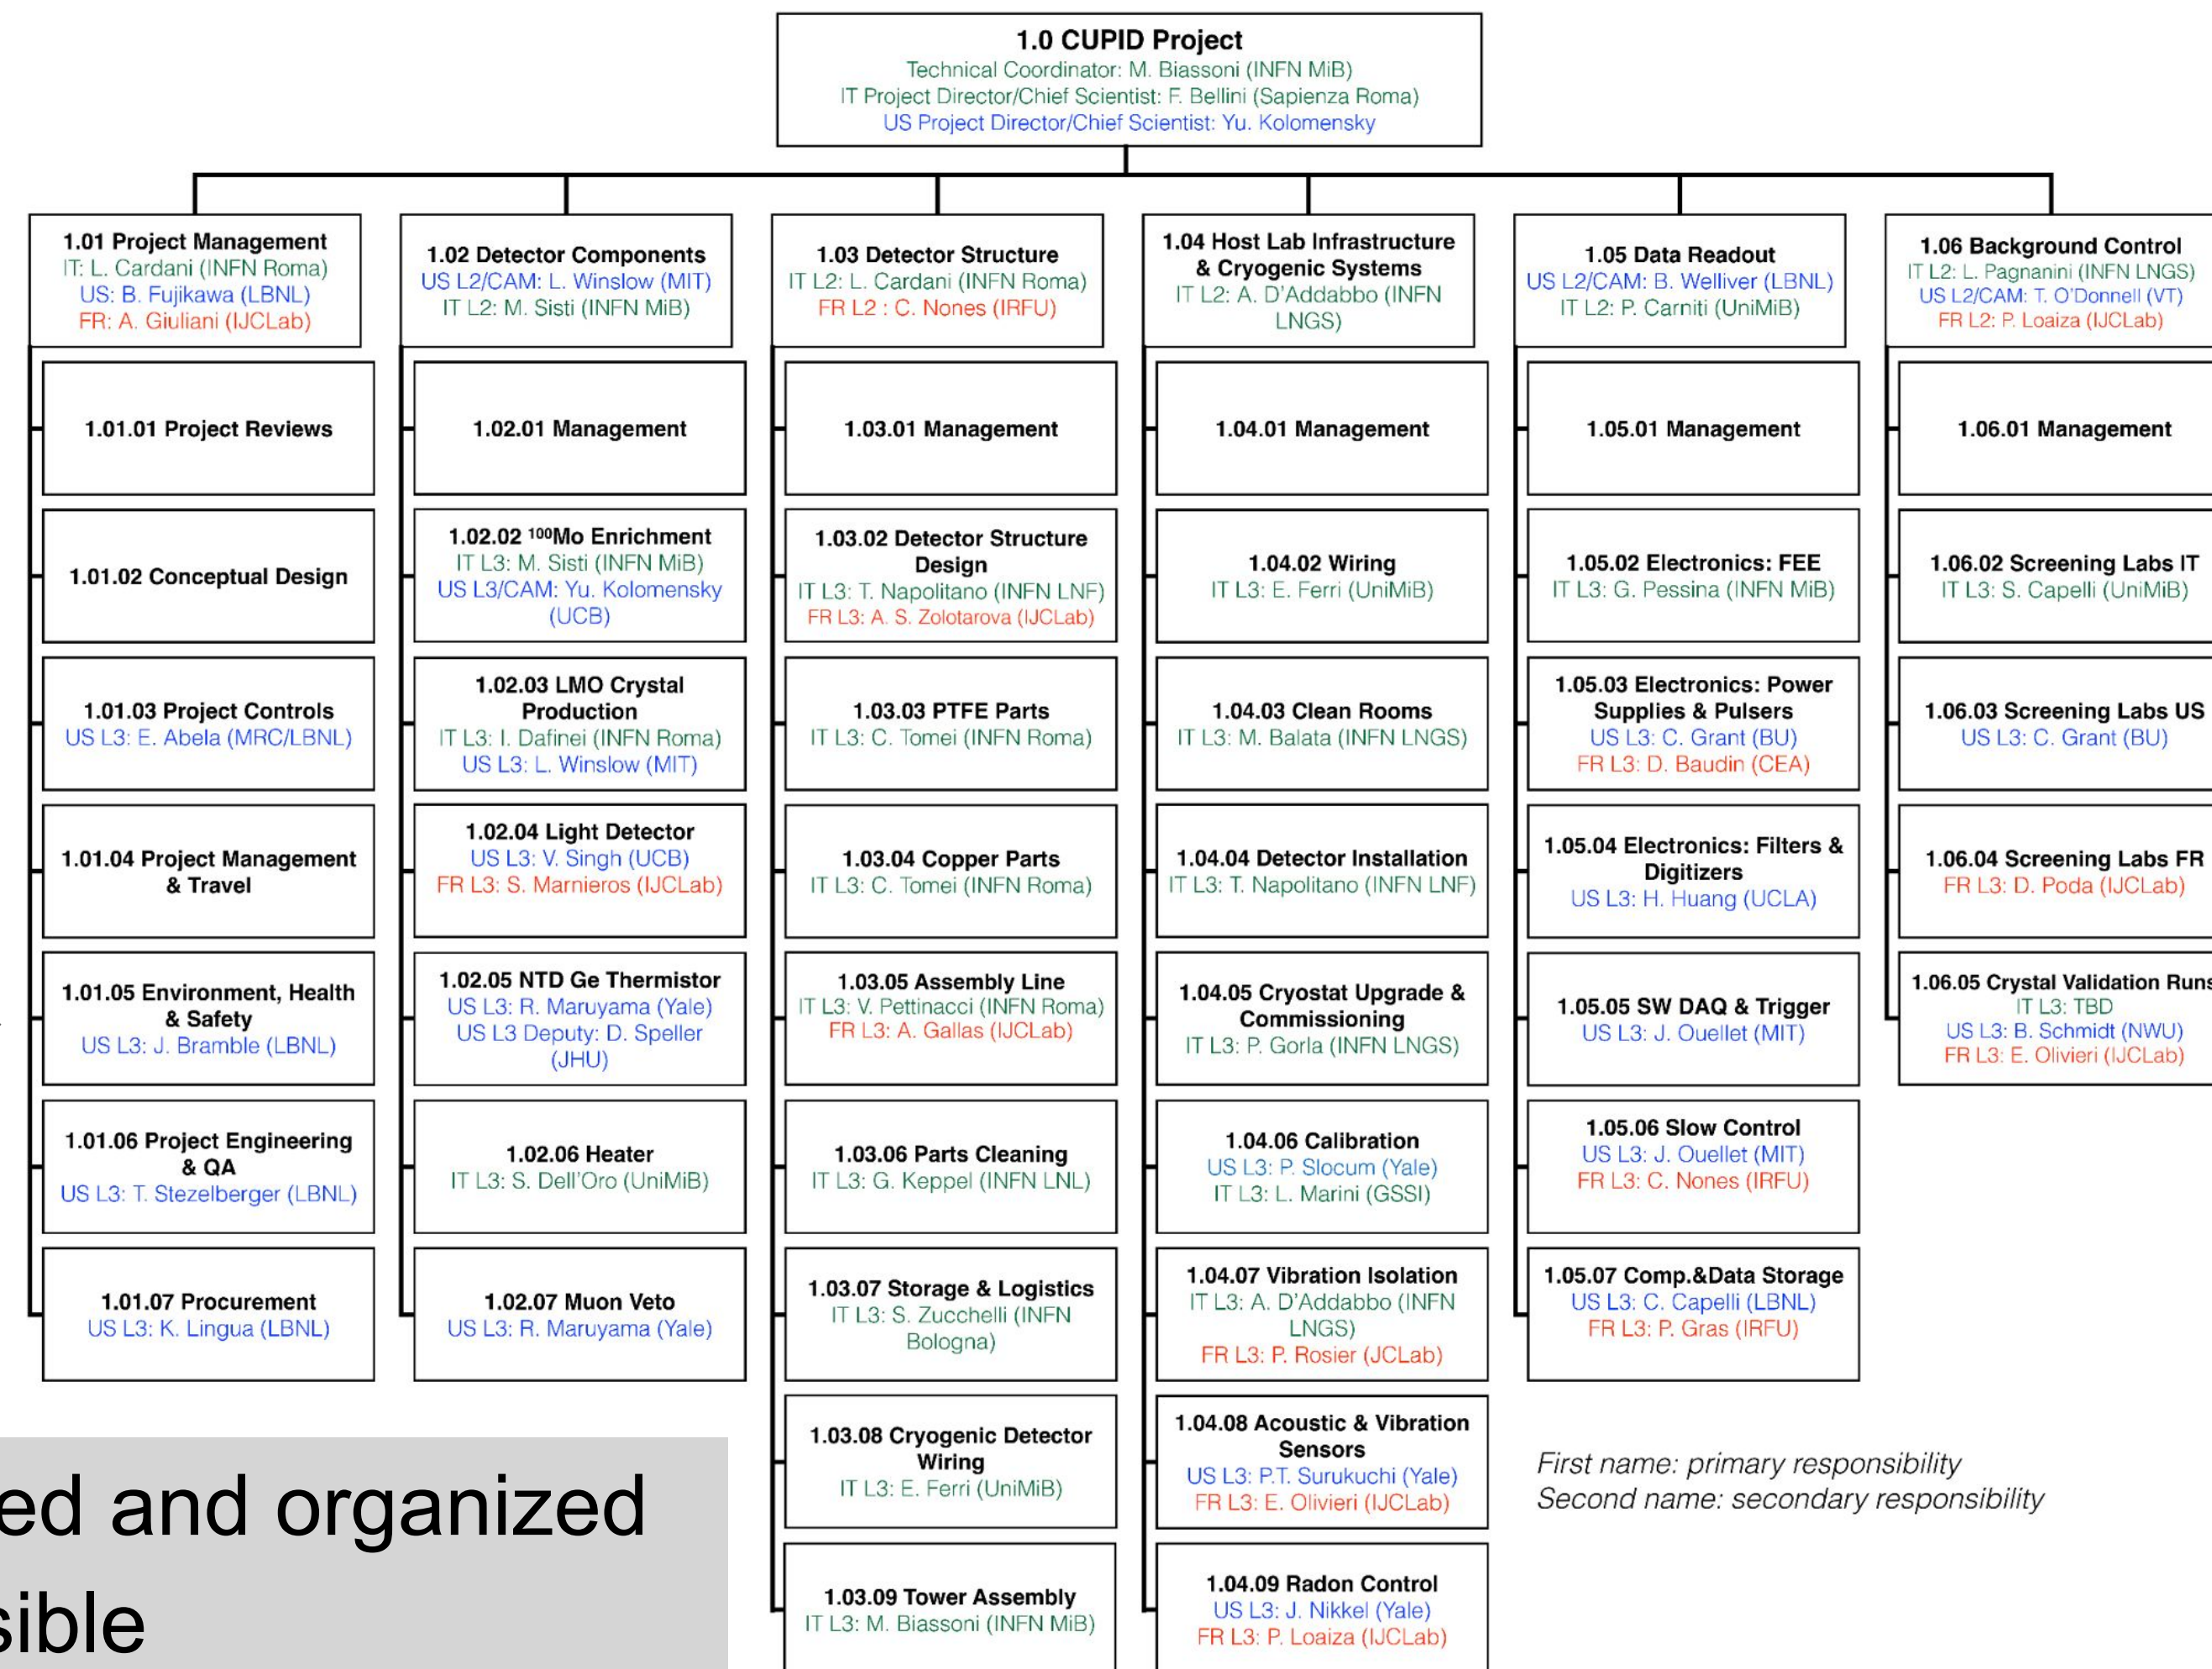 1.0 CUPID Project
Technical Coordinator: M. Biassoni (INFN MiB)
IT Project Director/Chief Scientist: F. Bellini (Sapienza Roma)
US Project Director/Chief Scientist: Yu. Kolomensky
1.01 Project Management
IT: L. Cardani (INFN Roma)
US: B. Fujikawa (LBNL)
FR: A. Giuliani (IJCLab)
1.01.01 Project Reviews
1.01.02 Conceptual Design
1.01.03 Project Controls
US L3: E. Abela (MRC/LBNL)
1.01.04 Project Management
& Travel
1.01.05 Environment, Health
& Safety
US L3: J. Bramble (LBNL)
1.01.06 Project Engineering
& QA
US L3: T. Stezelberger (LBNL)
1.01.07 Procurement
US L3: K. Lingua (LBNL)
1.02 Detector Components
US L2/CAM: L. Winslow (MIT)
IT L2: M. Sisti (INFN MiB)
1.02.01 Management
1.02.02 ¹⁰⁰Mo Enrichment
IT L3: M. Sisti (INFN MiB)
US L3/CAM: Yu. Kolomensky
(UCB)
1.02.03 LMO Crystal
Production
IT L3: I. Dafinei (INFN Roma)
US L3: L. Winslow (MIT)
1.02.04 Light Detector
US L3: V. Singh (UCB)
FR L3: S. Marnieros (IJCLab)
1.02.05 NTD Ge Thermistor
US L3: R. Maruyama (Yale)
US L3 Deputy: D. Speller
(JHU)
1.02.06 Heater
IT L3: S. Dell'Oro (UniMiB)
1.02.07 Muon Veto
US L3: R. Maruyama (Yale)
1.03 Detector Structure
IT L2: L. Cardani (INFN Roma)
FR L2 : C. Nones (IRFU)
1.03.01 Management
1.03.02 Detector Structure
Design
IT L3: T. Napolitano (INFN LNF)
FR L3: A. S. Zolotarova (IJCLab)
1.03.03 PTFE Parts
IT L3: C. Tomei (INFN Roma)
1.03.04 Copper Parts
IT L3: C. Tomei (INFN Roma)
1.03.05 Assembly Line
IT L3: V. Pettinacci (INFN Roma)
FR L3: A. Gallas (IJCLab)
1.03.06 Parts Cleaning
IT L3: G. Keppel (INFN LNL)
1.03.07 Storage & Logistics
IT L3: S. Zucchelli (INFN
Bologna)
1.03.08 Cryogenic Detector
Wiring
IT L3: E. Ferri (UniMiB)
1.03.09 Tower Assembly
IT L3: M. Biassoni (INFN MiB)
1.04 Host Lab Infrastructure
& Cryogenic Systems
IT L2: A. D'Addabbo (INFN
LNGS)
1.04.01 Management
1.04.02 Wiring
IT L3: E. Ferri (UniMiB)
1.04.03 Clean Rooms
IT L3: M. Balata (INFN LNGS)
1.04.04 Detector Installation
IT L3: T. Napolitano (INFN LNF)
1.04.05 Cryostat Upgrade &
Commissioning
IT L3: P. Gorla (INFN LNGS)
1.04.06 Calibration
US L3: P. Slocum (Yale)
IT L3: L. Marini (GSSI)
1.04.07 Vibration Isolation
IT L3: A. D'Addabbo (INFN
LNGS)
FR L3: P. Rosier (JCLab)
1.04.08 Acoustic & Vibration
Sensors
US L3: P.T. Surukuchi (Yale)
FR L3: E. Olivieri (IJCLab)
1.04.09 Radon Control
US L3: J. Nikkel (Yale)
FR L3: P. Loaiza (IJCLab)
1.05 Data Readout
US L2/CAM: B. Welliver (LBNL)
IT L2: P. Carniti (UniMiB)
1.05.01 Management
1.05.02 Electronics: FEE
IT L3: G. Pessina (INFN MiB)
1.05.03 Electronics: Power
Supplies & Pulsers
US L3: C. Grant (BU)
FR L3: D. Baudin (CEA)
1.05.04 Electronics: Filters &
Digitizers
US L3: H. Huang (UCLA)
1.05.05 SW DAQ & Trigger
US L3: J. Ouellet (MIT)
1.05.06 Slow Control
US L3: J. Ouellet (MIT)
FR L3: C. Nones (IRFU)
1.05.07 Comp.&Data Storage
US L3: C. Capelli (LBNL)
FR L3: P. Gras (IRFU)
1.06 Background Control
IT L2: L. Pagnanini (INFN LNGS)
US L2/CAM: T. O'Donnell (VT)
FR L2: P. Loaiza (IJCLab)
1.06.01 Management
1.06.02 Screening Labs IT
IT L3: S. Capelli (UniMiB)
1.06.03 Screening Labs US
US L3: C. Grant (BU)
1.06.04 Screening Labs FR
FR L3: D. Poda (IJCLab)
1.06.05 Crystal Validation Runs
IT L3: TBD
US L3: B. Schmidt (NWU)
FR L3: E. Olivieri (IJCLab)
First name: primary responsibility
Second name: secondary responsibility
ed and organized
sible